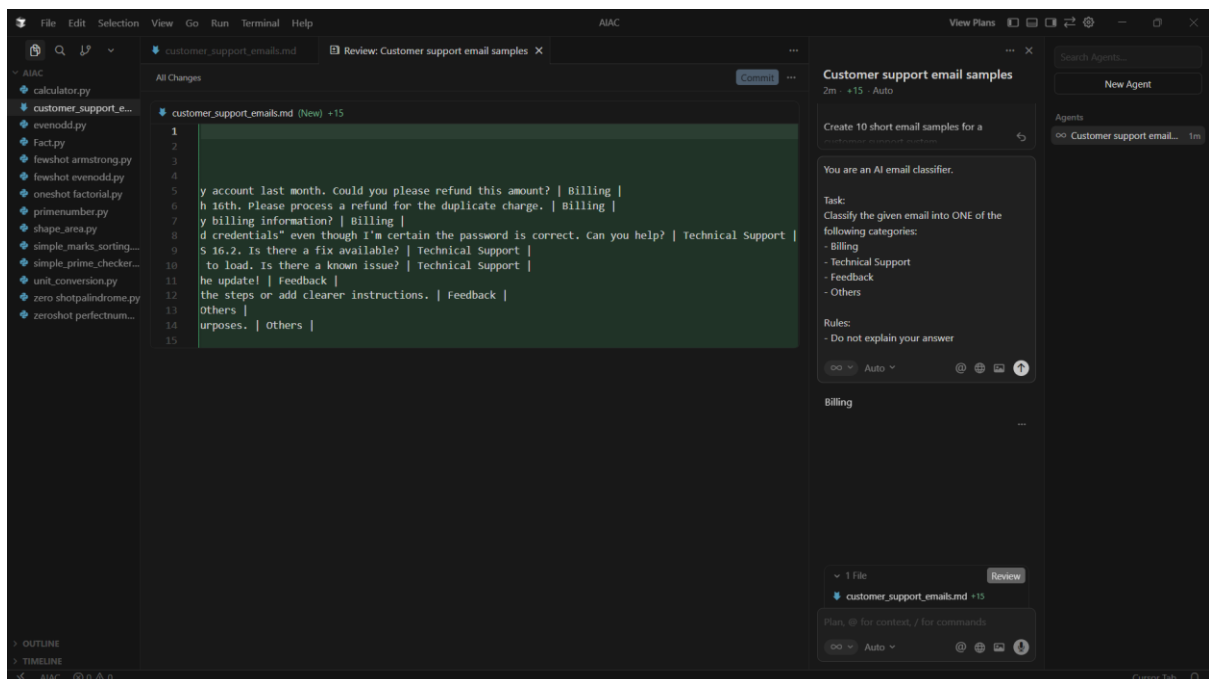 File Edit Selection View Go Run Terminal Help
AIAC
View Plans
AIAC
calculator.py
customer_support_e...
evenodd.py
Fact.py
fewshot armstrong.py
fewshot evenodd.py
oneshot factorial.py
primenumber.py
shape_area.py
simple_marks_sorting....
simple_prime_checker...
unit_conversion.py
zero shotpalindrome.py
zeroshot perfectnum...
OUTLINE
TIMELINE
AIAC 0 0
customer_support_emails.md
Review: Customer support email samples
All Changes
Commit
customer_support_emails.md (New) +15
1
2
3
4
5 y account last month. Could you please refund this amount? | Billing |
6 h 16th. Please process a refund for the duplicate charge. | Billing |
7 y billing information? | Billing |
8 d credentials" even though I'm certain the password is correct. Can you help? | Technical Support |
9 S 16.2. Is there a fix available? | Technical Support |
10 to load. Is there a known issue? | Technical Support |
11 he update! | Feedback |
12 the steps or add clearer instructions. | Feedback |
13 Others |
14 urposes. | Others |
15
Customer support email samples
2m · +15 · Auto
Create 10 short email samples for a
customer support system
You are an AI email classifier.
Task:
Classify the given email into ONE of the
following categories:
- Billing
- Technical Support
- Feedback
- Others
Rules:
- Do not explain your answer
Auto
Billing
1 File
Review
customer_support_emails.md +15
Plan, @ for context, / for commands
Auto
Search Agents...
New Agent
Agents
Customer support email... 1m
Cursor Tab